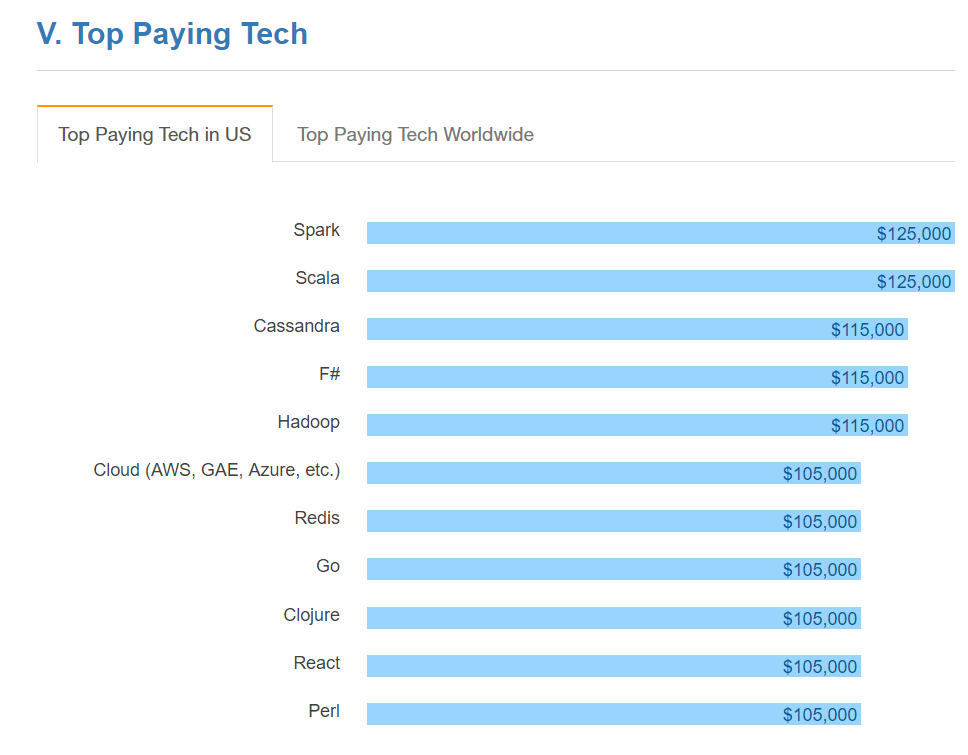 V. Top Paying Tech
Top Paying Tech in US
Top Paying Tech Worldwide
Spark $125,000
Scala $125,000
Cassandra $115,000
F# $115,000
Hadoop $115,000
Cloud (AWS, GAE, Azure, etc.) $105,000
Redis $105,000
Go $105,000
Clojure $105,000
React $105,000
Perl $105,000